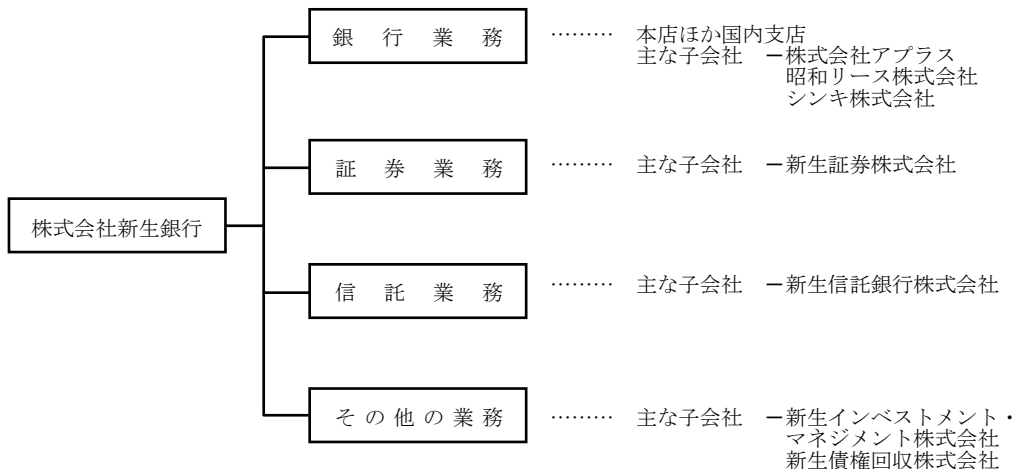 銀行業務 ……… 本店ほか国内支店
主な子会社 ー株式会社アプラス
昭和リース株式会社
シンキ株式会社
証券業務 ……… 主な子会社 ー新生証券株式会社
株式会社新生銀行
信託業務 ……… 主な子会社 ー新生信託銀行株式会社
その他の業務 ……… 主な子会社 ー新生インベストメント・
マネジメント株式会社
新生債権回収株式会社